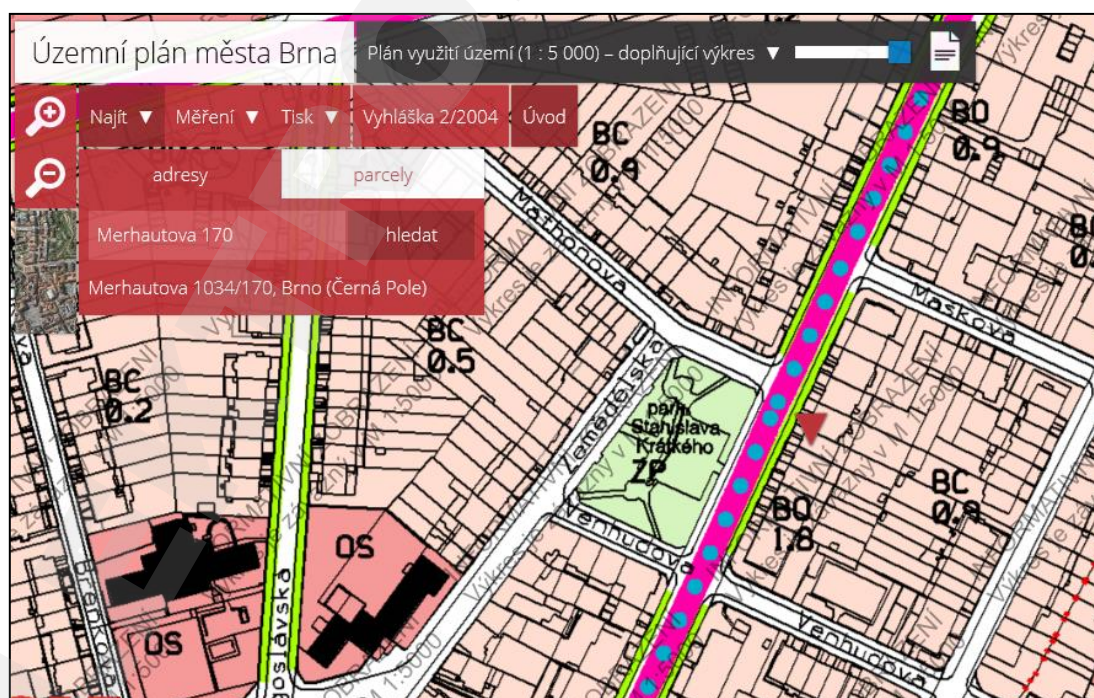 Územní plán města Brna
Plán využití území (1 : 5 000) – doplňující výkres ▼
Najít ▼
Měření ▼
Tisk ▼
Vyhláška 2/2004
Úvod
adresy
parcely
Merhautova 170
hledat
Merhautova 1034/170, Brno (Černá Pole)
BC
0.9
BO
0.9
Mathonova
Maskova
BC
0.5
BC
0.2
Zemědělská
park
Stanislava
Krátkého
ZP
BC
0.9
BO
1.8
Venhudova
OS
OS
Venhudova